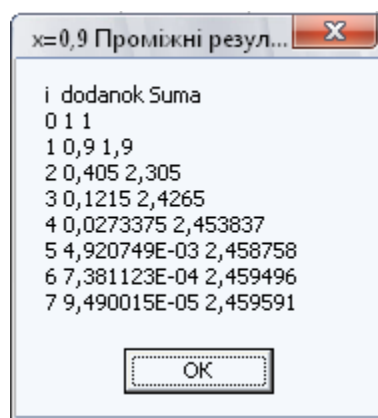 x=0,9 Проміжні резул...
i dodanok Suma
0 1 1
1 0,9 1,9
2 0,405 2,305
3 0,1215 2,4265
4 0,0273375 2,453837
5 4,920749E-03 2,458758
6 7,381123E-04 2,459496
7 9,490015E-05 2,459591
OK